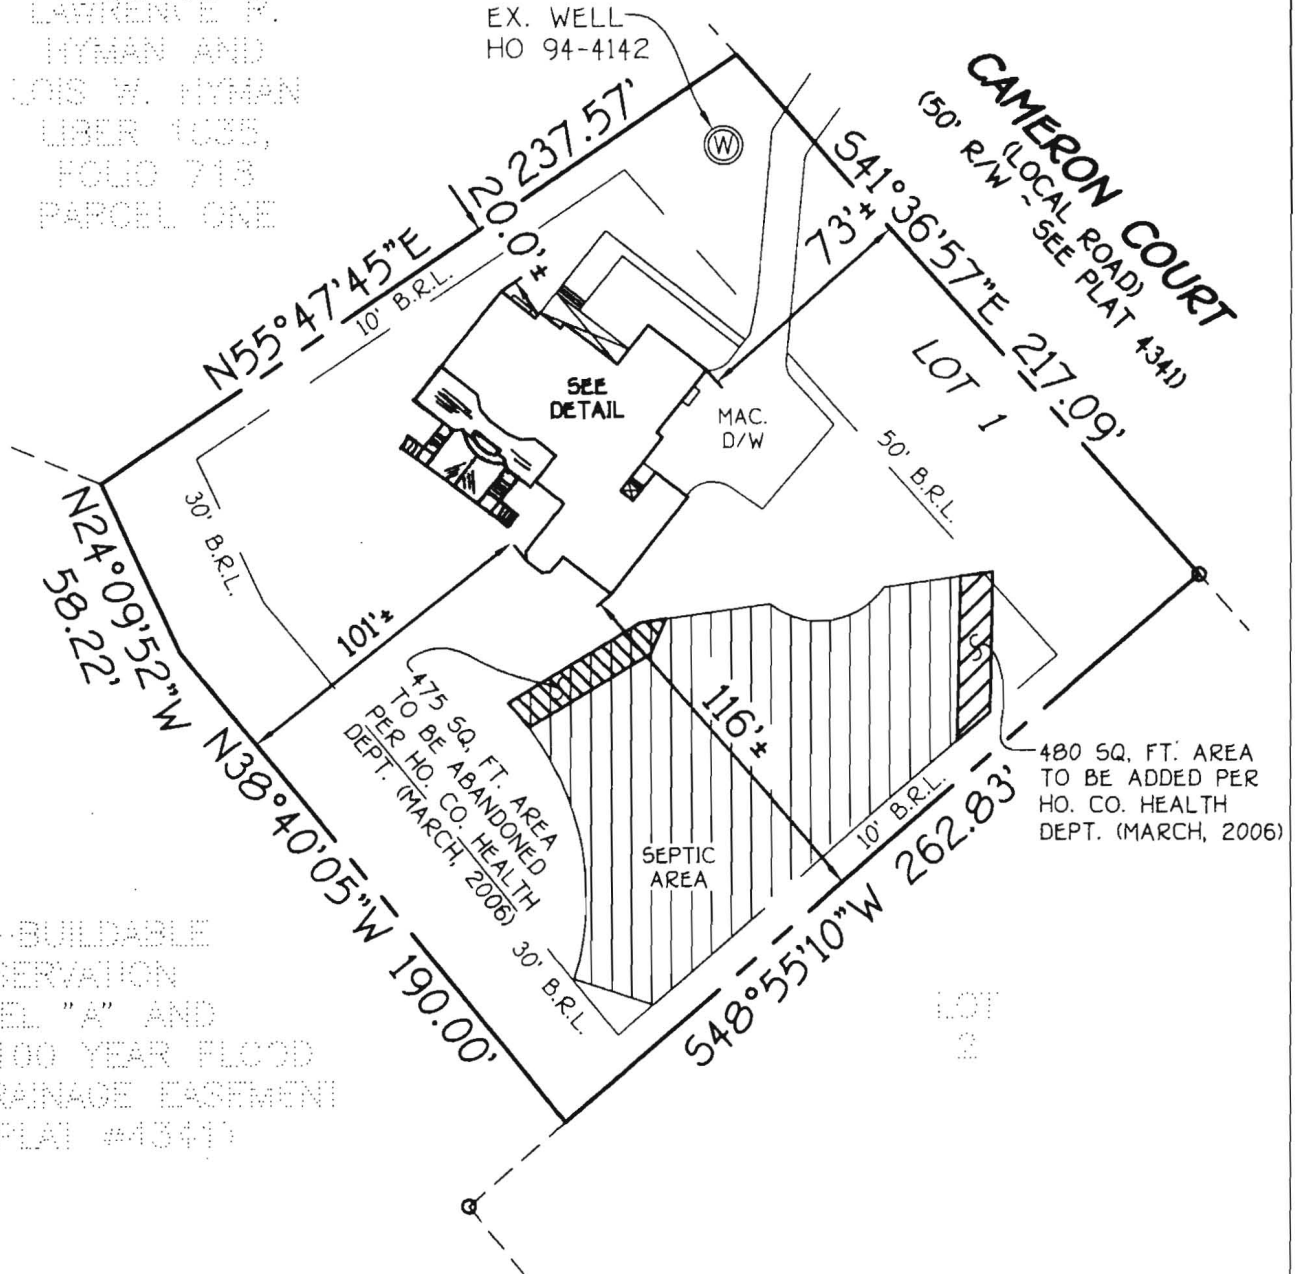 LAWRENCE R.
HYMAN AND
LOIS W. HYMAN
LIBER 1035,
FOLIO 718
PARCEL ONE
EX. WELL
HO 94-4142
W
CAMERON COURT
(LOCAL ROAD)
(50' R/W ~ SEE PLAT 4341)
N55°47'45"E 237.57'
20.0'±
10' B.R.L.
S41°36'57"E 217.09'
73'±
LOT 1
SEE
DETAIL
MAC.
D/W
50' B.R.L.
30' B.R.L.
N24°09'52"W
58.22'
101'±
N38°40'05"W 190.00'
475 SQ. FT. AREA
TO BE ABANDONED
PER HO. CO. HEALTH
DEPT. (MARCH, 2006)
116'±
SEPTIC
AREA
10' B.R.L.
30' B.R.L.
480 SQ. FT. AREA
TO BE ADDED PER
HO. CO. HEALTH
DEPT. (MARCH, 2006)
S48°55'10"W 262.83'
LOT
2
-BUILDABLE
"A" AND
100 YEAR FLOOD
EASEMENT
#4341)